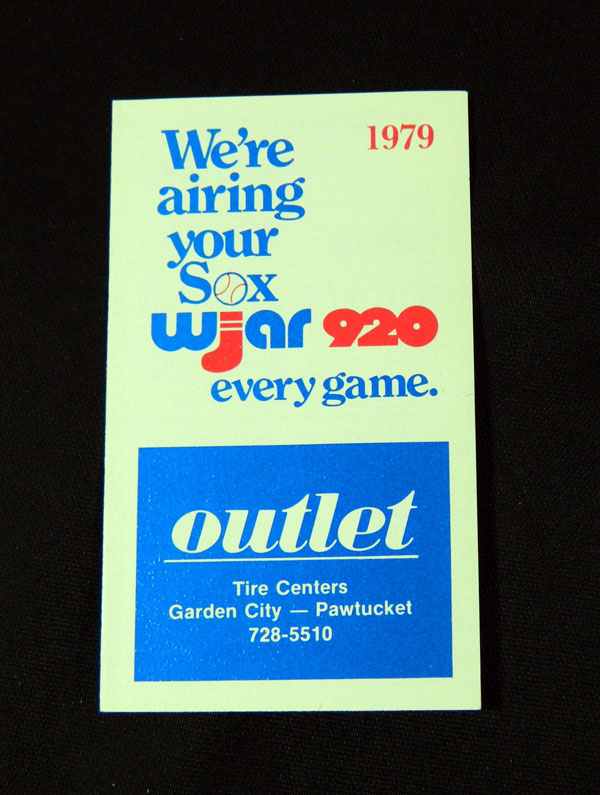 We're
1979
airing
your
Sox
wjar 920
every game.
outlet
Tire Centers
Garden City — Pawtucket
728-5510